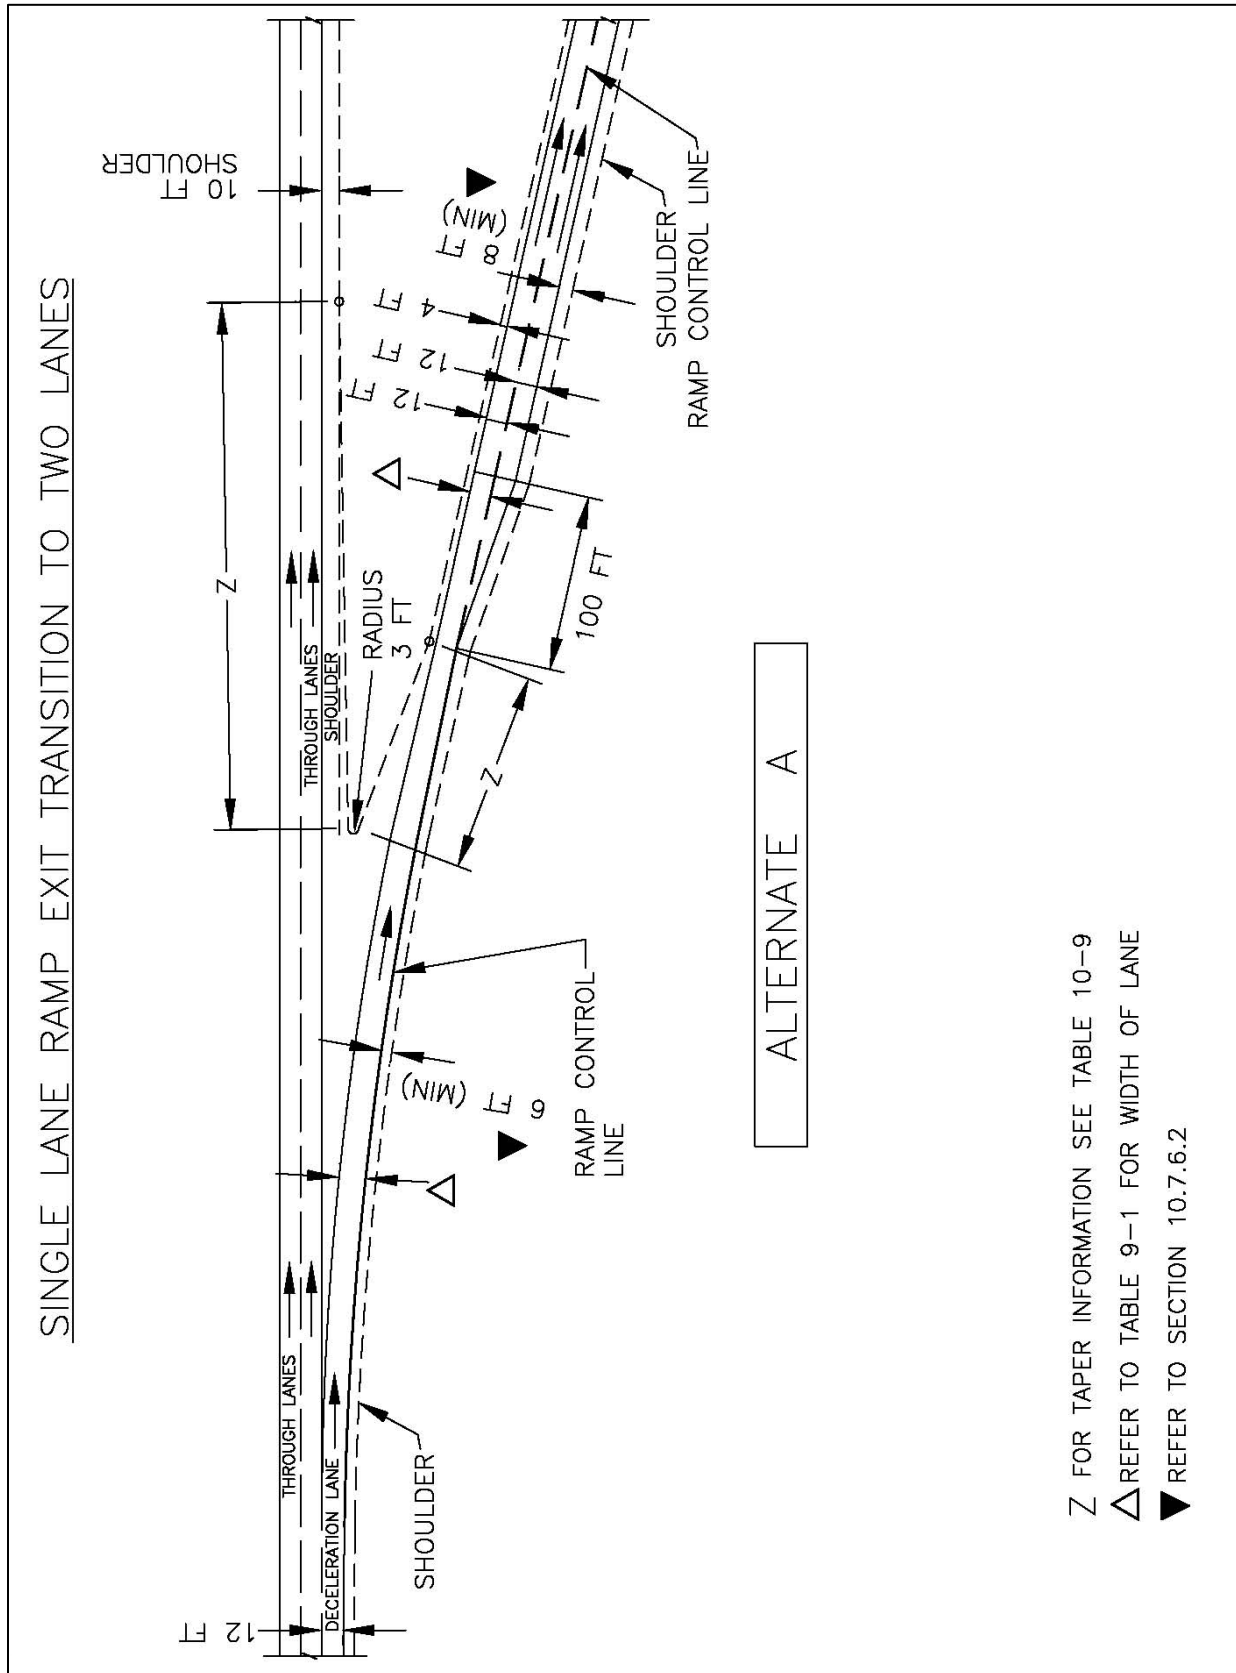 SINGLE LANE RAMP EXIT TRANSITION TO TWO LANES
12 FT
THROUGH LANES
DECELERATION LANE
SHOULDER
6 FT (MIN)
RAMP CONTROL
LINE
Z
THROUGH LANES
SHOULDER
RADIUS
3 FT
Z
100 FT
12 FT
12 FT
4 FT
8 FT
(MIN)
10 FT
SHOULDER
SHOULDER
RAMP CONTROL LINE
ALTERNATE A
Z FOR TAPER INFORMATION SEE TABLE 10-9
△ REFER TO TABLE 9-1 FOR WIDTH OF LANE
▼ REFER TO SECTION 10.7.6.2